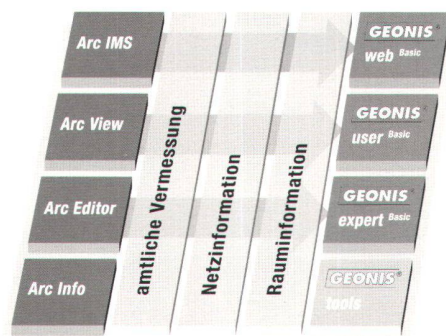 Arc IMS
Arc View
Arc Editor
Arc Info
amtliche Vermessung
Netzinformation
Rauminformation
GEONIS®
web Basic
GEONIS®
user Basic
GEONIS®
expert Basic
GEONIS®
tools